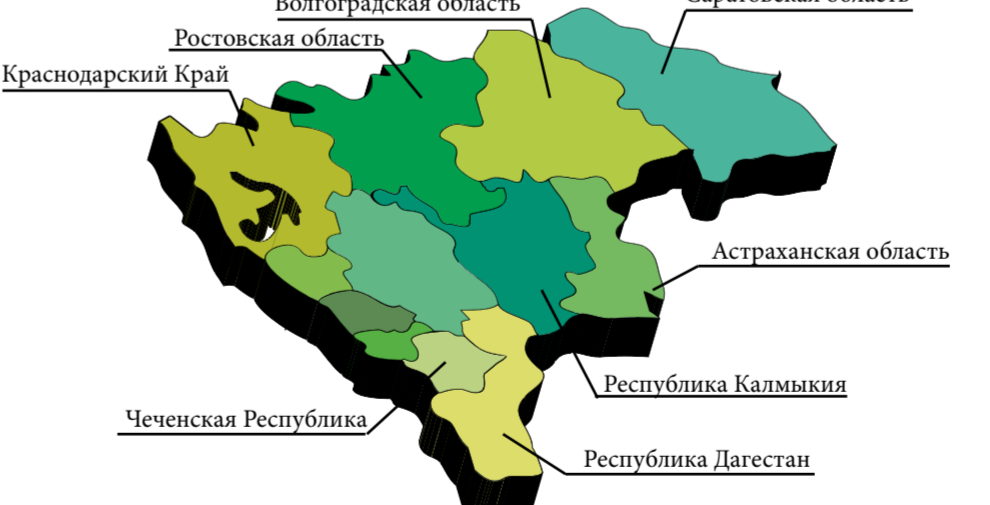 Волгоградская область
Саратовская область
Ростовская область
Краснодарский Край
Астраханская область
Республика Калмыкия
Чеченская Республика
Республика Дагестан